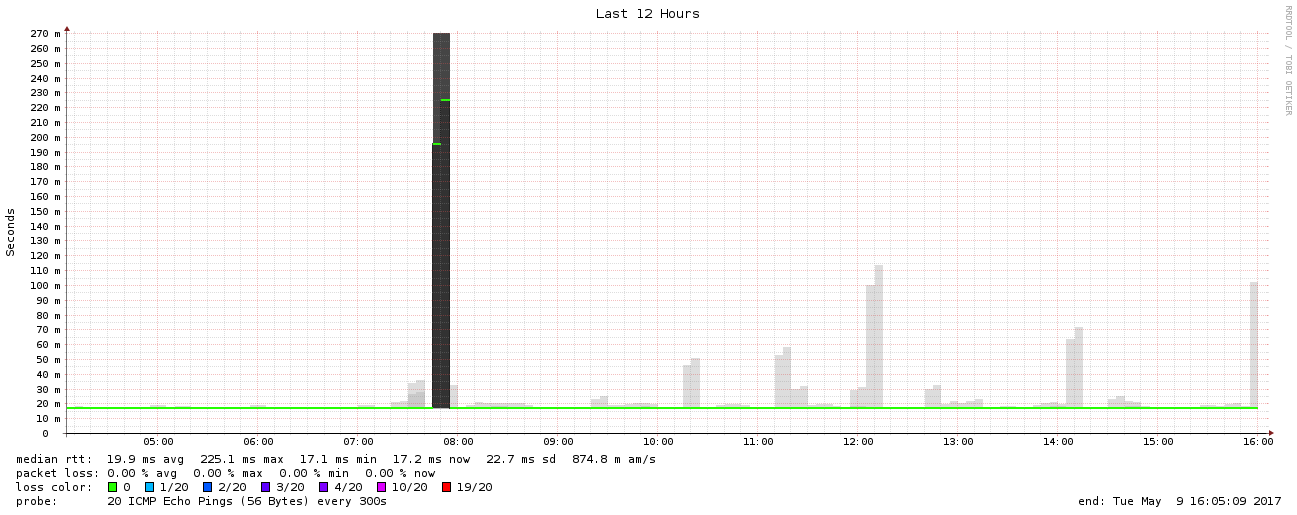 Last 12 Hours
RRDTOOL / TOBI OETIKER
Seconds
270 m
260 m
250 m
240 m
230 m
220 m
210 m
200 m
190 m
180 m
170 m
160 m
150 m
140 m
130 m
120 m
110 m
100 m
90 m
80 m
70 m
60 m
50 m
40 m
30 m
20 m
10 m
0
05:00 06:00 07:00 08:00 09:00 10:00 11:00 12:00 13:00 14:00 15:00 16:00
median rtt: 19.9 ms avg 225.1 ms max 17.1 ms min 17.2 ms now 22.7 ms sd 874.8 m am/s
packet loss: 0.00 % avg 0.00 % max 0.00 % min 0.00 % now
loss color: 0 1/20 2/20 3/20 4/20 10/20 19/20
probe: 20 ICMP Echo Pings (56 Bytes) every 300s end: Tue May 9 16:05:09 2017